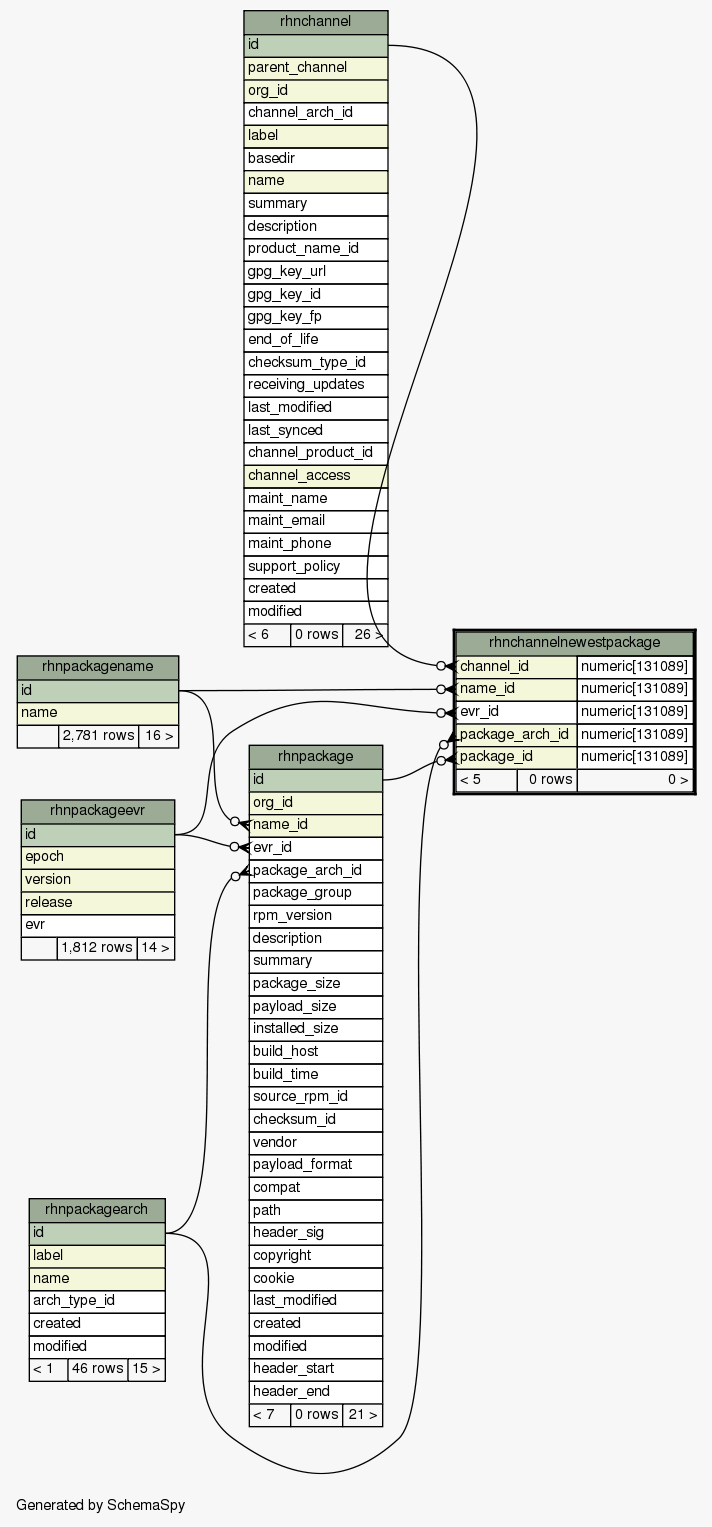 rhnchannel
id
parent_channel
org_id
channel_arch_id
label
basedir
name
summary
description
product_name_id
gpg_key_url
gpg_key_id
gpg_key_fp
end_of_life
checksum_type_id
receiving_updates
last_modified
last_synced
channel_product_id
channel_access
maint_name
maint_email
maint_phone
support_policy
created
modified
< 6 0 rows 26 >
rhnchannelnewestpackage
channel_id numeric[131089]
name_id numeric[131089]
evr_id numeric[131089]
package_arch_id numeric[131089]
package_id numeric[131089]
< 5 0 rows 0 >
rhnpackagename
id
name
2,781 rows 16 >
rhnpackageevr
id
epoch
version
release
evr
1,812 rows 14 >
rhnpackage
id
org_id
name_id
evr_id
package_arch_id
package_group
rpm_version
description
summary
package_size
payload_size
installed_size
build_host
build_time
source_rpm_id
checksum_id
vendor
payload_format
compat
path
header_sig
copyright
cookie
last_modified
created
modified
header_start
header_end
< 7 0 rows 21 >
rhnpackagearch
id
label
name
arch_type_id
created
modified
< 1 46 rows 15 >
Generated by SchemaSpy